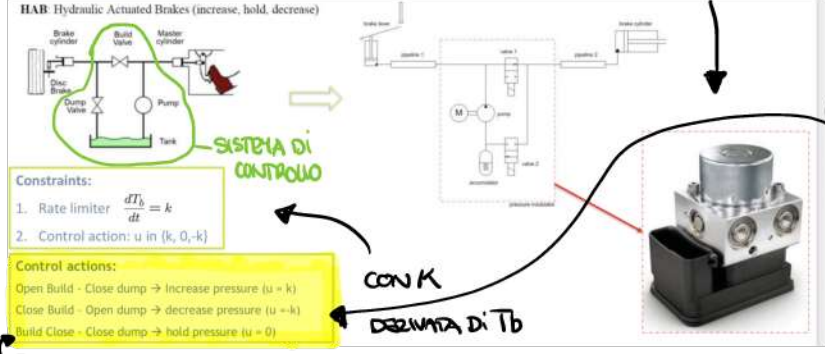 HAB: Hydraulic Actuated Brakes (increase, hold, decrease)
Brake cylinder
Build Valve
Master cylinder
Disc Brake
Dump Valve
Pump
Tank
SISTEMA Di CONTROLLO
brake lever
pipeline 1
valve 1
pipeline 2
brake cylinder
M
pump
valve 2
accumulator
pressure modulator
Constraints:
1. Rate limiter dTb/dt = k
2. Control action: u in {k, 0,-k}
Control actions:
Open Build - Close dump → Increase pressure (u = k)
Close Build - Open dump → decrease pressure (u =-k)
Build Close - Close dump → hold pressure (u = 0)
CON K
DERIVATA Di Tb